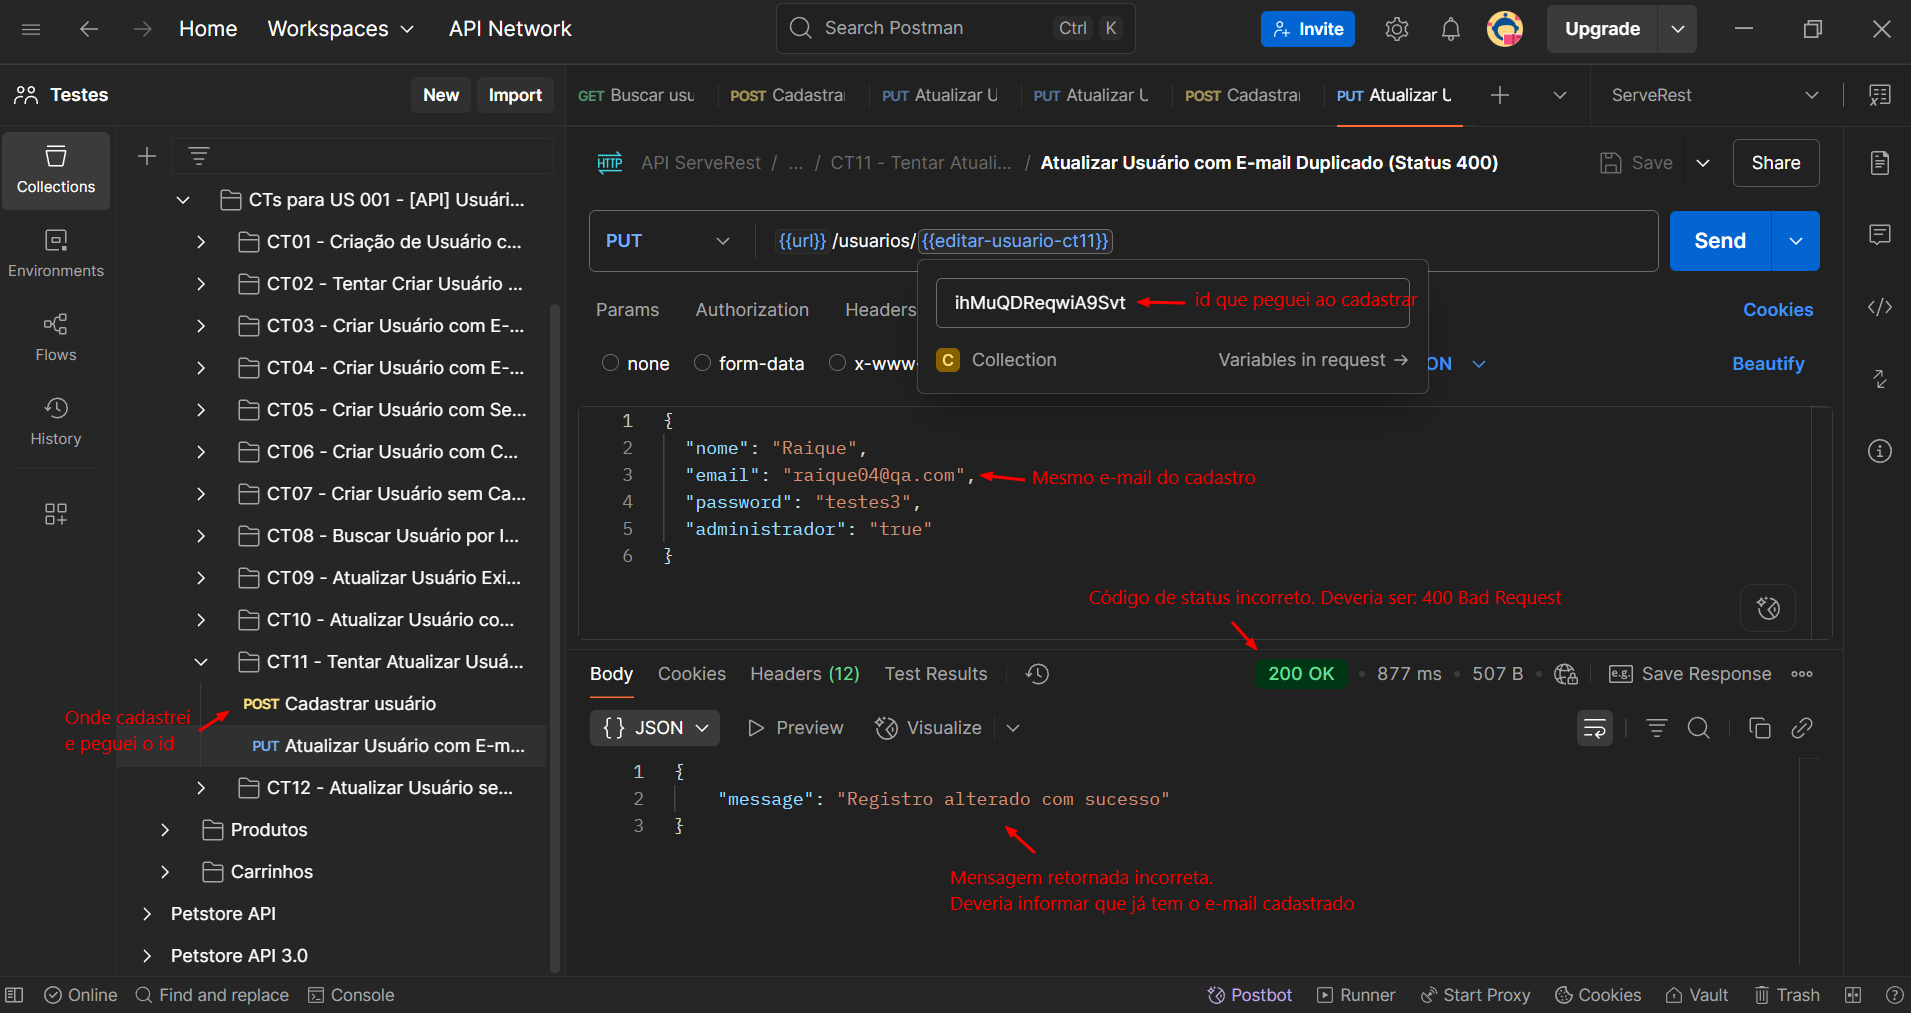 Home Workspaces API Network Search Postman Ctrl K Invite Upgrade
Testes New Import
GET Buscar usu POST Cadastra PUT Atualizar U PUT Atualizar U POST Cadastra PUT Atualizar U ServeRest
Collections
Environments
Flows
History
CTs para US 001 - [API] Usuári...
CT01 - Criação de Usuário c...
CT02 - Tentar Criar Usuário ...
CT03 - Criar Usuário com E-...
CT04 - Criar Usuário com E-...
CT05 - Criar Usuário com Se...
CT06 - Criar Usuário com C...
CT07 - Criar Usuário sem Ca...
CT08 - Buscar Usuário por I...
CT09 - Atualizar Usuário Exi...
CT10 - Atualizar Usuário co...
CT11 - Tentar Atualizar Usuá...
POST Cadastrar usuário
PUT Atualizar Usuário com E-m...
Onde cadastrei
e peguei o id
CT12 - Atualizar Usuário se...
Produtos
Carrinhos
Petstore API
Petstore API 3.0
HTTP API ServeRest / ... / CT11 - Tentar Atuali... / Atualizar Usuário com E-mail Duplicado (Status 400) Save Share
PUT {{url}} /usuarios/ {{editar-usuario-ct11}} Send
ihMuQDReqwiA9Svt id que peguei ao cadastrar
C Collection Variables in request →
Params Authorization Headers Cookies
none form-data x-www- ON Beautify
1 {
2 "nome": "Raique",
3 "email": "raique04@qa.com", Mesmo e-mail do cadastro
4 "password": "testes3",
5 "administrador": "true"
6 }
Código de status incorreto. Deveria ser: 400 Bad Request
Body Cookies Headers (12) Test Results 200 OK • 877 ms • 507 B • e.g. Save Response
{} JSON Preview Visualize
1 {
2 "message": "Registro alterado com sucesso"
3 }
Mensagem retornada incorreta.
Deveria informar que já tem o e-mail cadastrado
Online Find and replace Console Postbot Runner Start Proxy Cookies Vault Trash